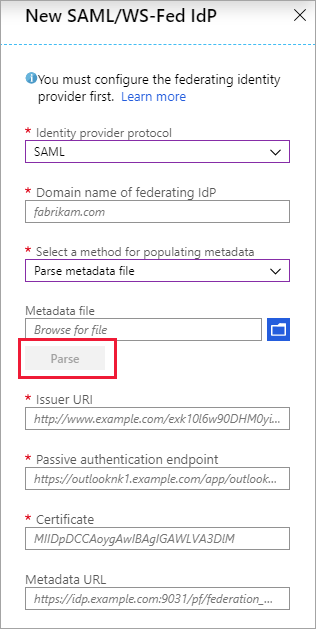 New SAML/WS-Fed IdP
You must configure the federating identity
provider first. Learn more
* Identity provider protocol
SAML
* Domain name of federating IdP
fabrikam.com
* Select a method for populating metadata
Parse metadata file
Metadata file
Browse for file
Parse
* Issuer URI
http://www.example.com/exk10l6w90DHM0yi...
* Passive authentication endpoint
https://outlooknk1.example.com/app/outlook...
* Certificate
MIIDpDCCAoygAwIBAgIGAWLVA3DlM
Metadata URL
https://idp.example.com:9031/pf/federation_...